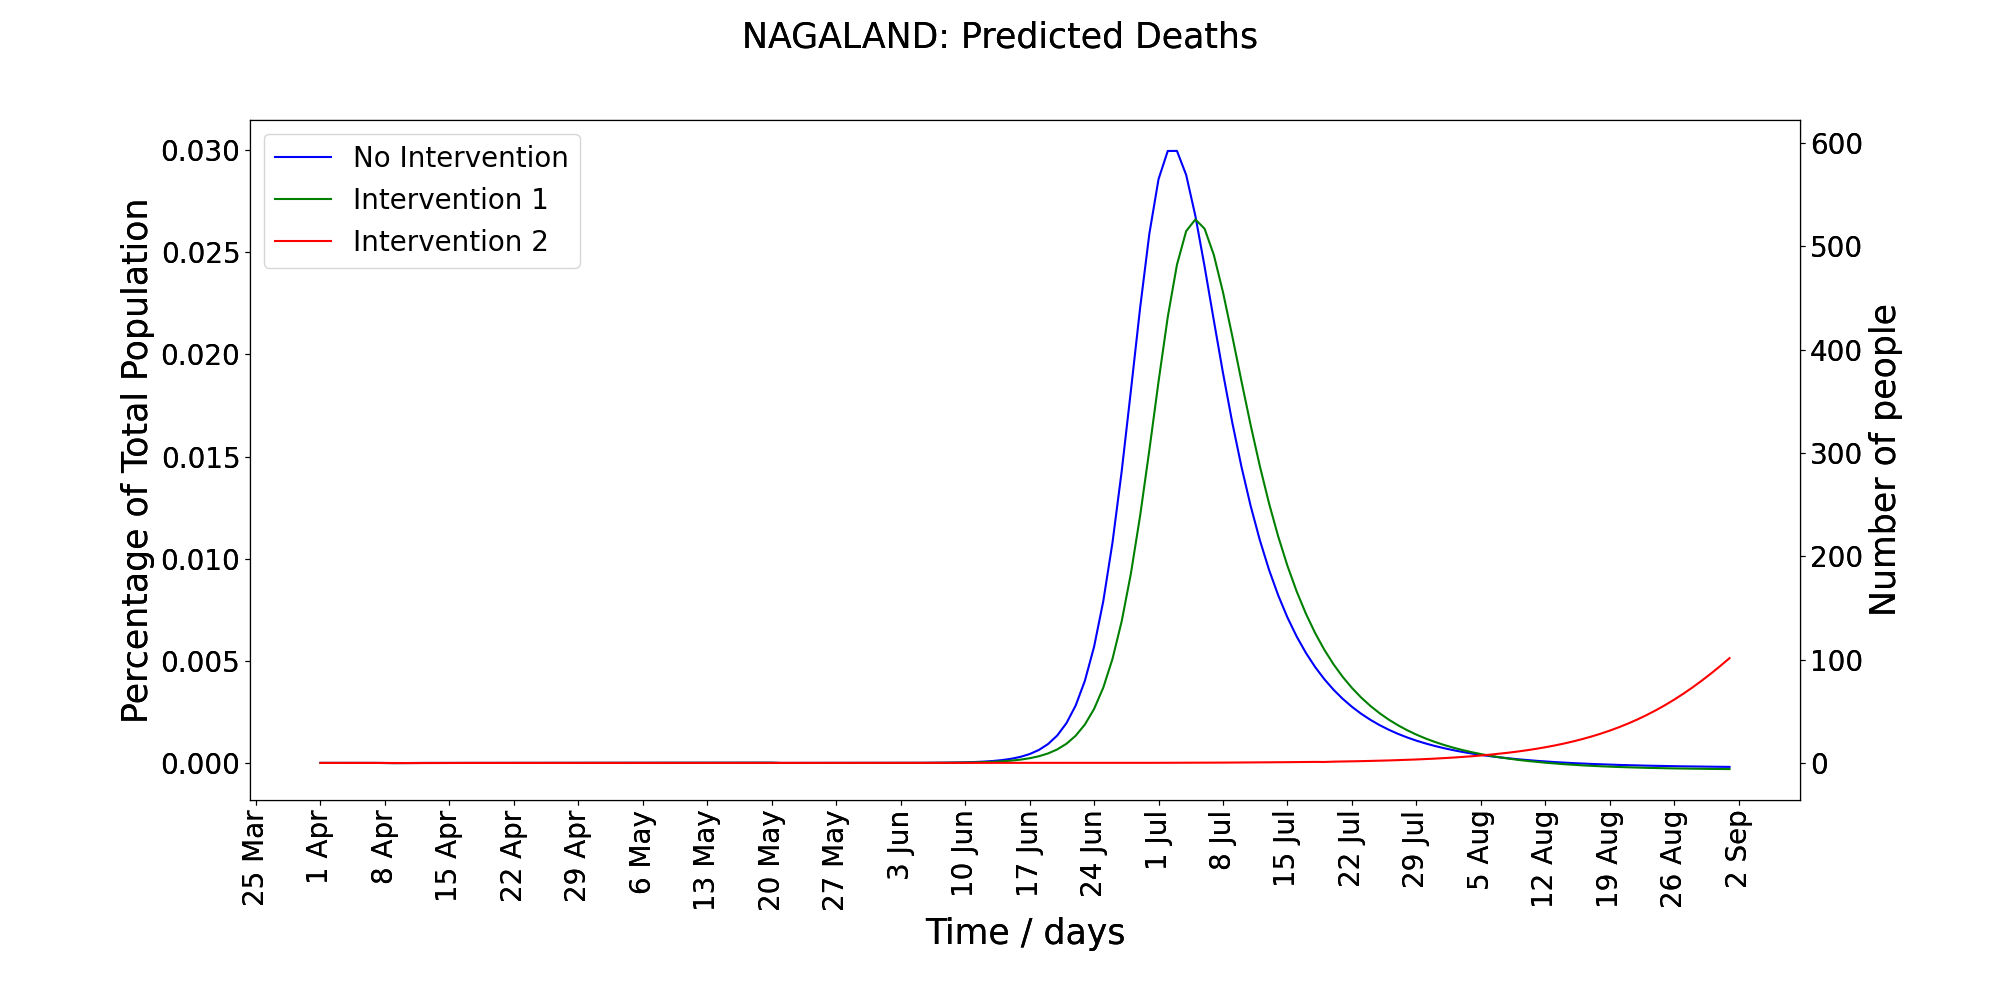 NAGALAND: Predicted Deaths
No Intervention
Intervention 1
Intervention 2
Percentage of Total Population
0.030
0.025
0.020
0.015
0.010
0.005
0.000
600
500
400
300
200
100
0
Number of people
25 Mar
1 Apr
8 Apr
15 Apr
22 Apr
29 Apr
6 May
13 May
20 May
27 May
3 Jun
10 Jun
17 Jun
24 Jun
1 Jul
8 Jul
15 Jul
22 Jul
29 Jul
5 Aug
12 Aug
19 Aug
26 Aug
2 Sep
Time / days